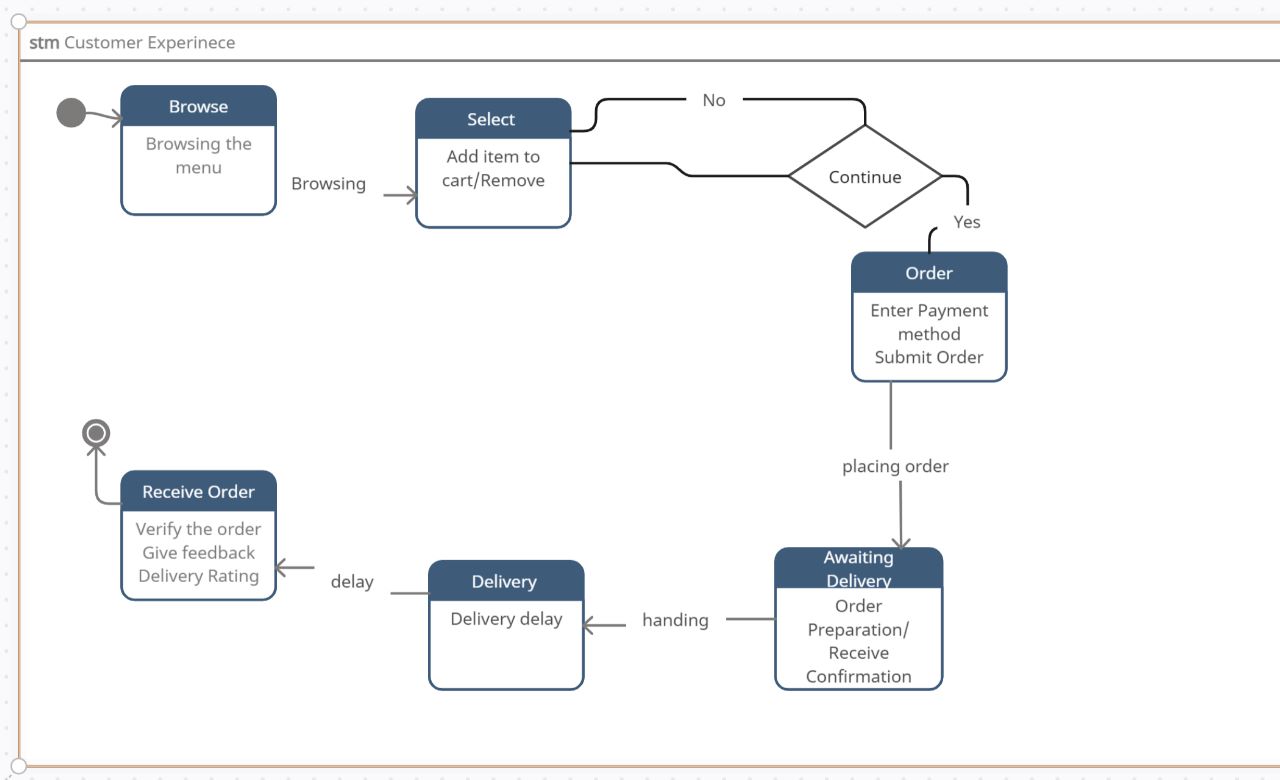 stm Customer Experinece
Browse
Browsing the
menu
Browsing
Select
Add item to
cart/Remove
No
Continue
Yes
Order
Enter Payment
method
Submit Order
placing order
Awaiting
Delivery
Order
Preparation/
Receive
Confirmation
handing
Delivery
Delivery delay
delay
Receive Order
Verify the order
Give feedback
Delivery Rating